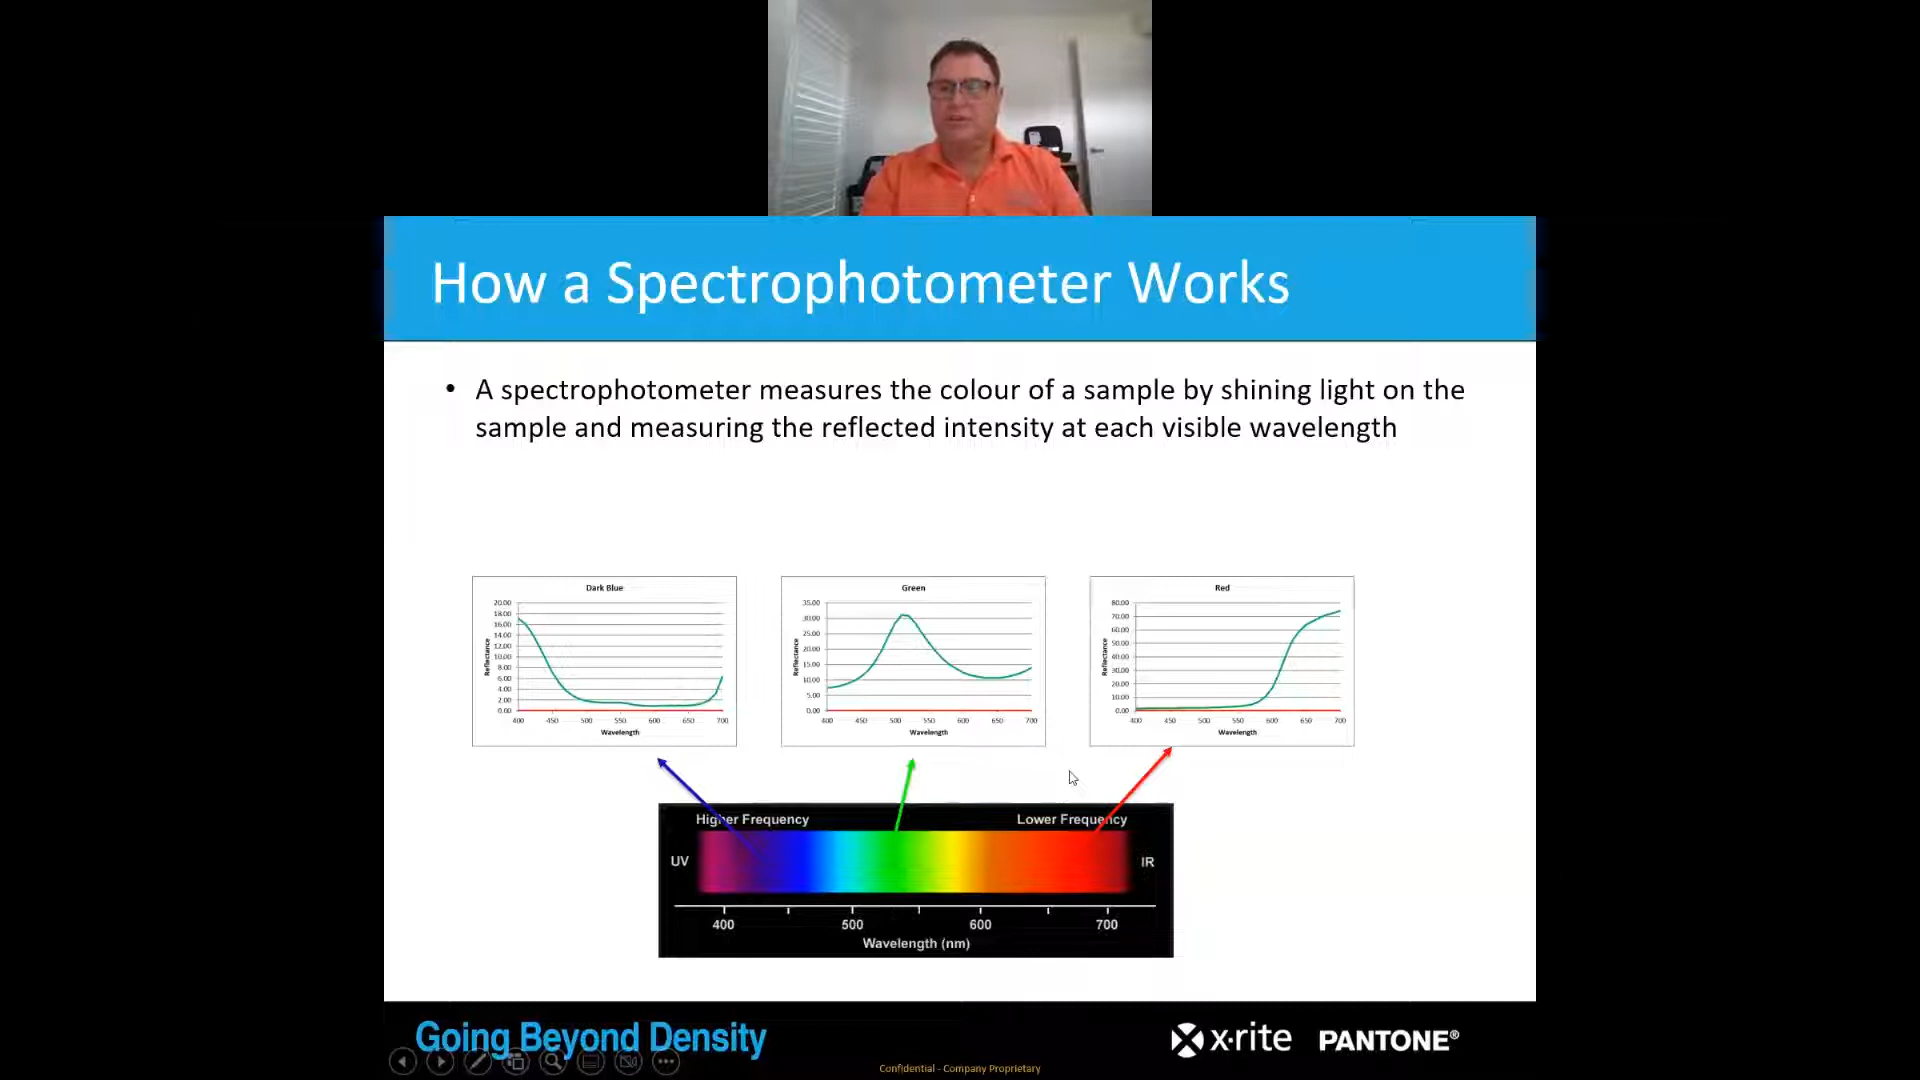 How a Spectrophotometer Works
• A spectrophotometer measures the colour of a sample by shining light on the
sample and measuring the reflected intensity at each visible wavelength
Dark Blue
20.00
18.00
16.00
14.00
12.00
10.00
8.00
6.00
4.00
2.00
0.00
Reflectance
400 450 500 550 600 650 700
Wavelength
Green
35.00
30.00
25.00
20.00
15.00
10.00
5.00
0.00
Reflectance
400 450 500 550 600 650 700
Wavelength
Red
80.00
70.00
60.00
50.00
40.00
30.00
20.00
10.00
0.00
Reflectance
400 450 500 550 600 650 700
Wavelength
Higher Frequency Lower Frequency
UV IR
400 500 600 700
Wavelength (nm)
Going Beyond Density
x·rite PANTONE®
Confidential - Company Proprietary